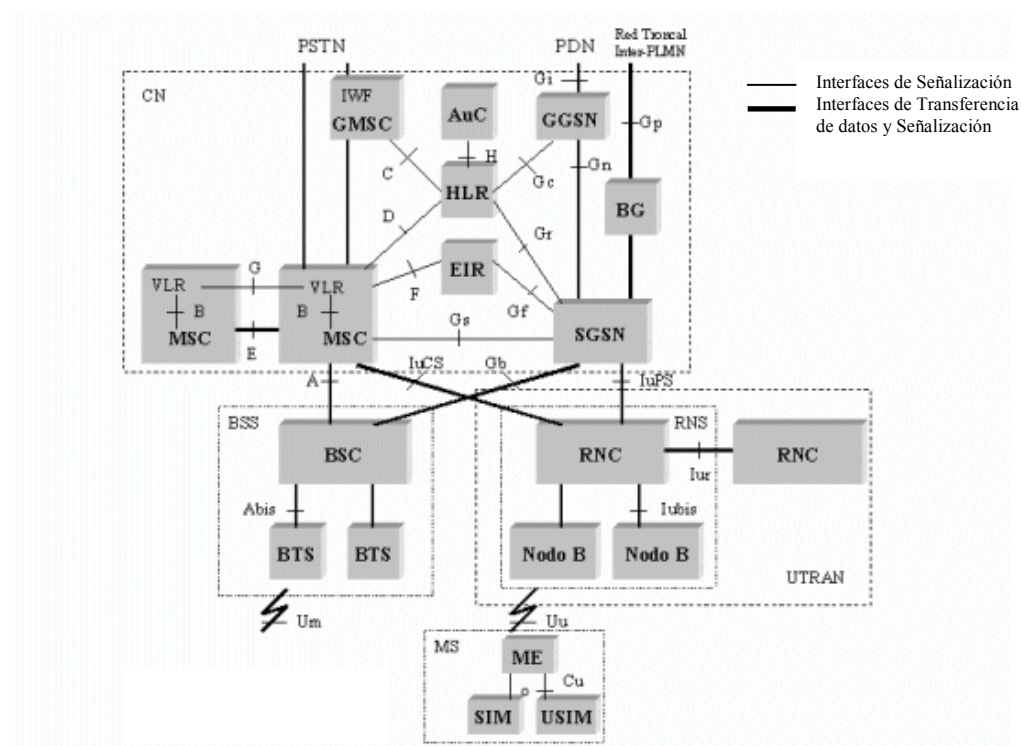 PSTN
PDN
Red Troncal
Inter-PLMN
Interfaces de Señalización
Interfaces de Transferencia
de datos y Señalización
CN
IWF
GMSC
AuC
Gi
GGSN
Gp
C
H
Gc
Gn
HLR
BG
D
Gr
EIR
F
Gf
VLR
G
VLR
B
B
MSC
E
MSC
Gs
SGSN
A
IuCS
Gb
IuPS
BSS
RNS
BSC
RNC
Iur
RNC
Abis
Iubis
BTS
BTS
Nodo B
Nodo B
UTRAN
Um
Uu
MS
ME
o
Cu
SIM
USIM